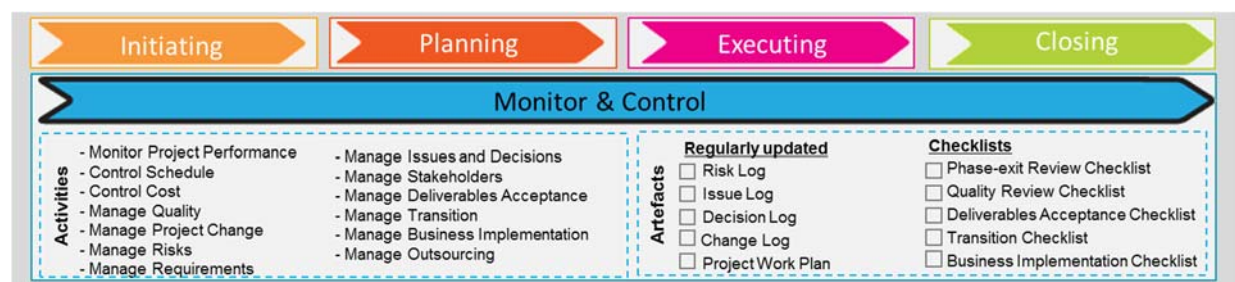 Initiating
Planning
Executing
Closing
Monitor & Control
Activities
- Monitor Project Performance
- Control Schedule
- Control Cost
- Manage Quality
- Manage Project Change
- Manage Risks
- Manage Requirements
- Manage Issues and Decisions
- Manage Stakeholders
- Manage Deliverables Acceptance
- Manage Transition
- Manage Business Implementation
- Manage Outsourcing
Artefacts
Regularly updated
Risk Log
Issue Log
Decision Log
Change Log
Project Work Plan
Checklists
Phase-exit Review Checklist
Quality Review Checklist
Deliverables Acceptance Checklist
Transition Checklist
Business Implementation Checklist